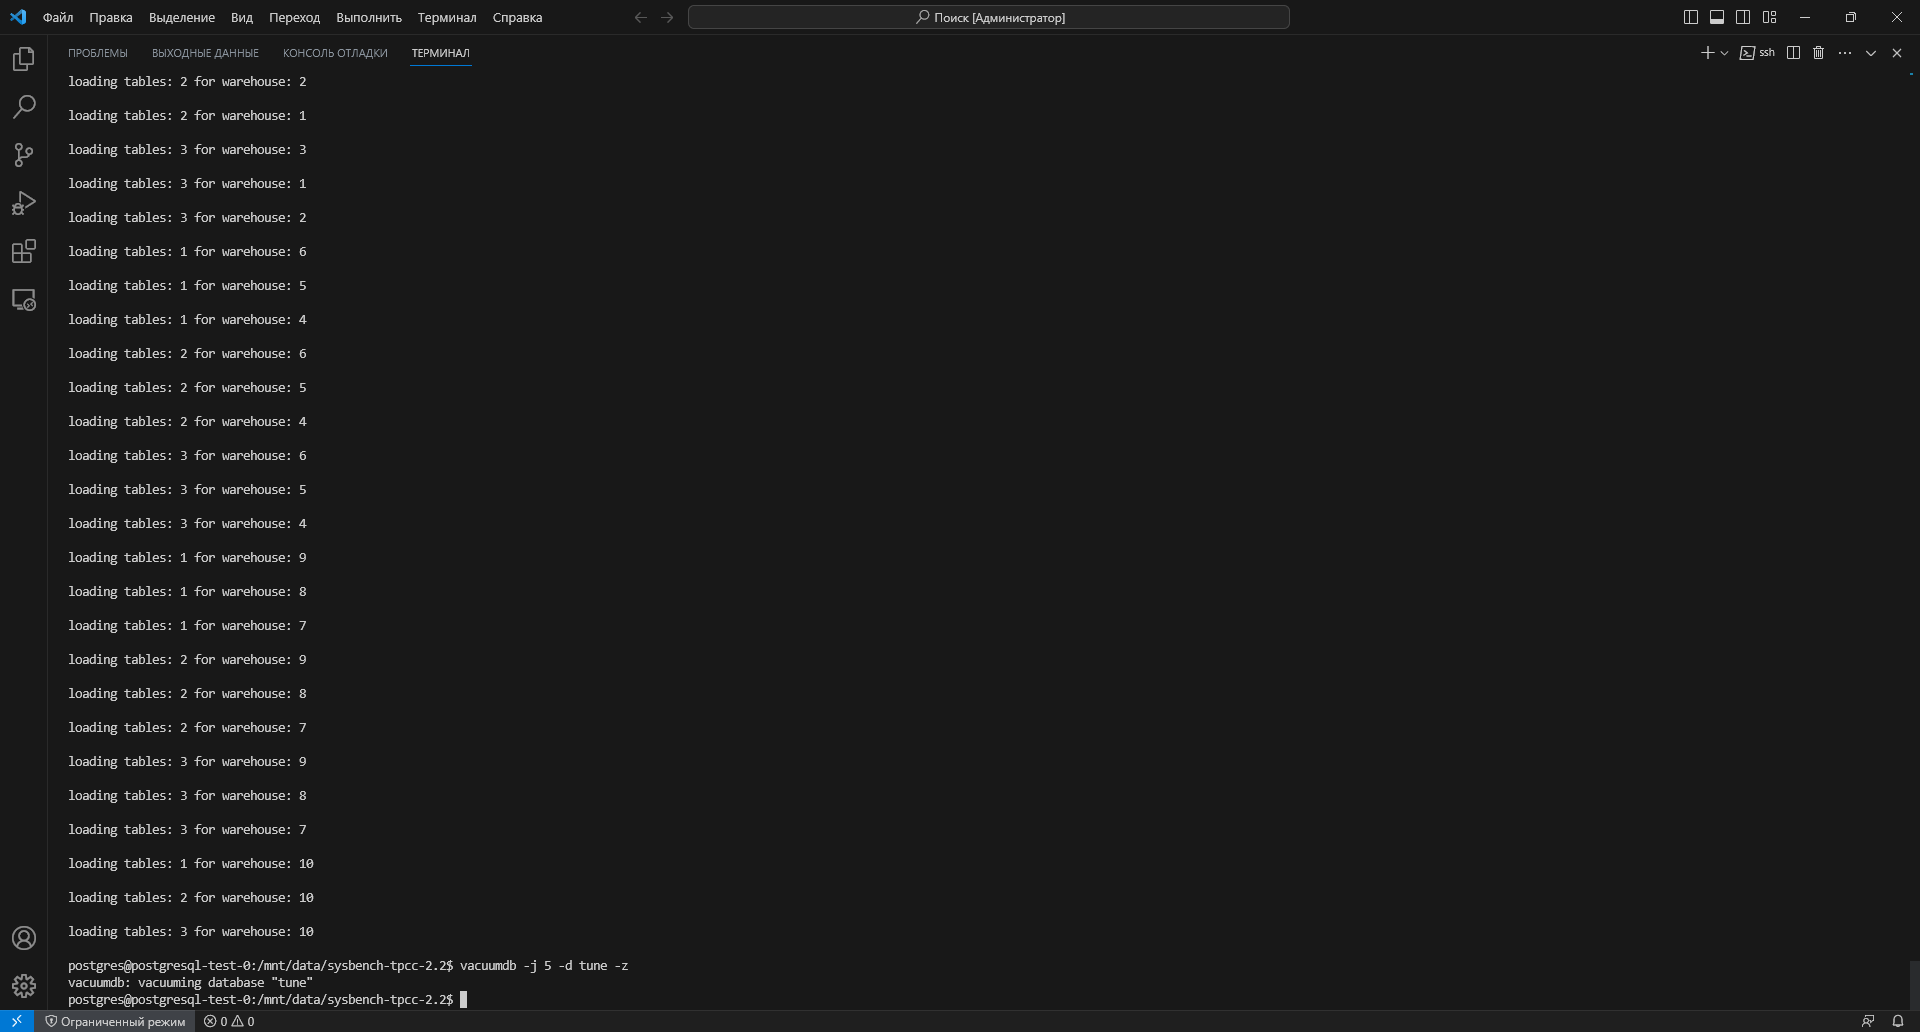 Файл Правка Выделение Вид Переход Выполнить Терминал Справка
Поиск [Администратор]
ПРОБЛЕМЫ ВЫХОДНЫЕ ДАННЫЕ КОНСОЛЬ ОТЛАДКИ ТЕРМИНАЛ
ssh
loading tables: 2 for warehouse: 2
loading tables: 2 for warehouse: 1
loading tables: 3 for warehouse: 3
loading tables: 3 for warehouse: 1
loading tables: 3 for warehouse: 2
loading tables: 1 for warehouse: 6
loading tables: 1 for warehouse: 5
loading tables: 1 for warehouse: 4
loading tables: 2 for warehouse: 6
loading tables: 2 for warehouse: 5
loading tables: 2 for warehouse: 4
loading tables: 3 for warehouse: 6
loading tables: 3 for warehouse: 5
loading tables: 3 for warehouse: 4
loading tables: 1 for warehouse: 9
loading tables: 1 for warehouse: 8
loading tables: 1 for warehouse: 7
loading tables: 2 for warehouse: 9
loading tables: 2 for warehouse: 8
loading tables: 2 for warehouse: 7
loading tables: 3 for warehouse: 9
loading tables: 3 for warehouse: 8
loading tables: 3 for warehouse: 7
loading tables: 1 for warehouse: 10
loading tables: 2 for warehouse: 10
loading tables: 3 for warehouse: 10
postgres@postgresql-test-0:/mnt/data/sysbench-tpcc-2.2$ vacuumdb -j 5 -d tune -z
vacuumdb: vacuuming database "tune"
postgres@postgresql-test-0:/mnt/data/sysbench-tpcc-2.2$
Ограниченный режим 0 0